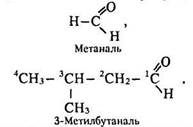 O
C
H
H
,
Метаналь
O
⁴CH₃–³CH–²CH₂–¹C
H
.
CH₃
3-Метилбутаналь